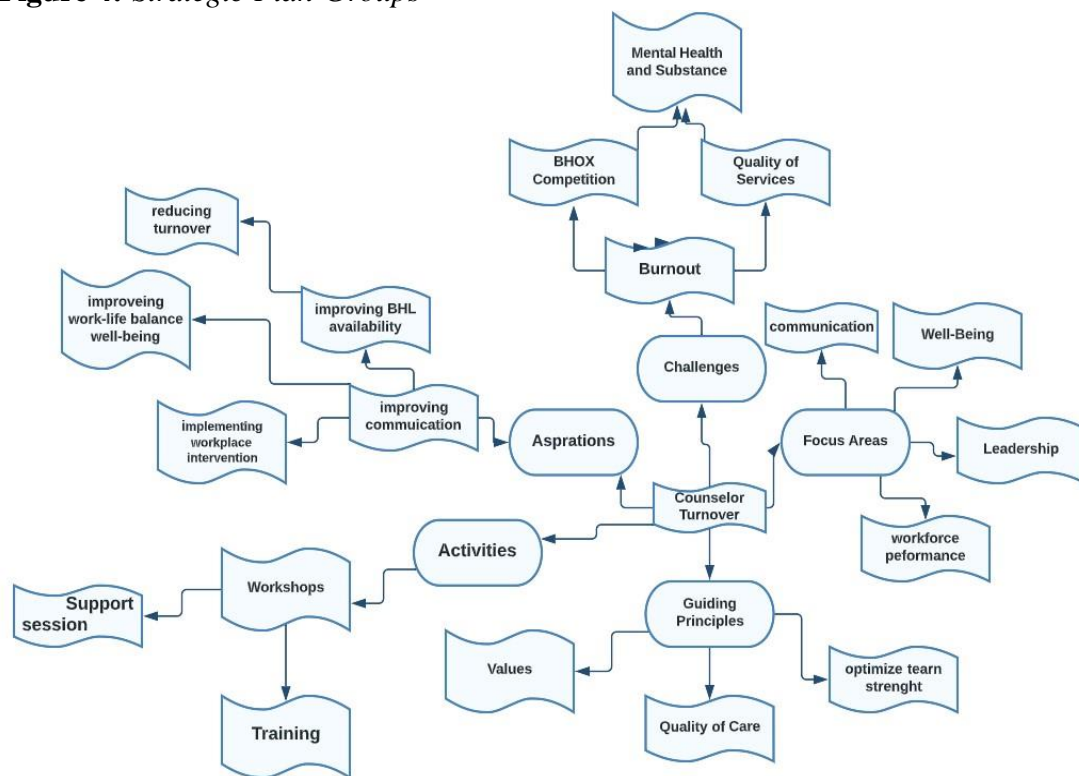 Figure 4. Strategic Plan Groups
Mental Health
and Substance
BHOX
Competition
Quality of
Services
reducing
turnover
Burnout
improveing
work-life balance
well-being
improving BHL
availability
communication
Well-Being
Challenges
implementing
workplace
intervention
improving
commuication
Asprations
Focus Areas
Leadership
Counselor
Turnover
Activities
workforce
peformance
Workshops
Support
session
Guiding
Principles
Values
optimize tearn
strenght
Training
Quality of Care